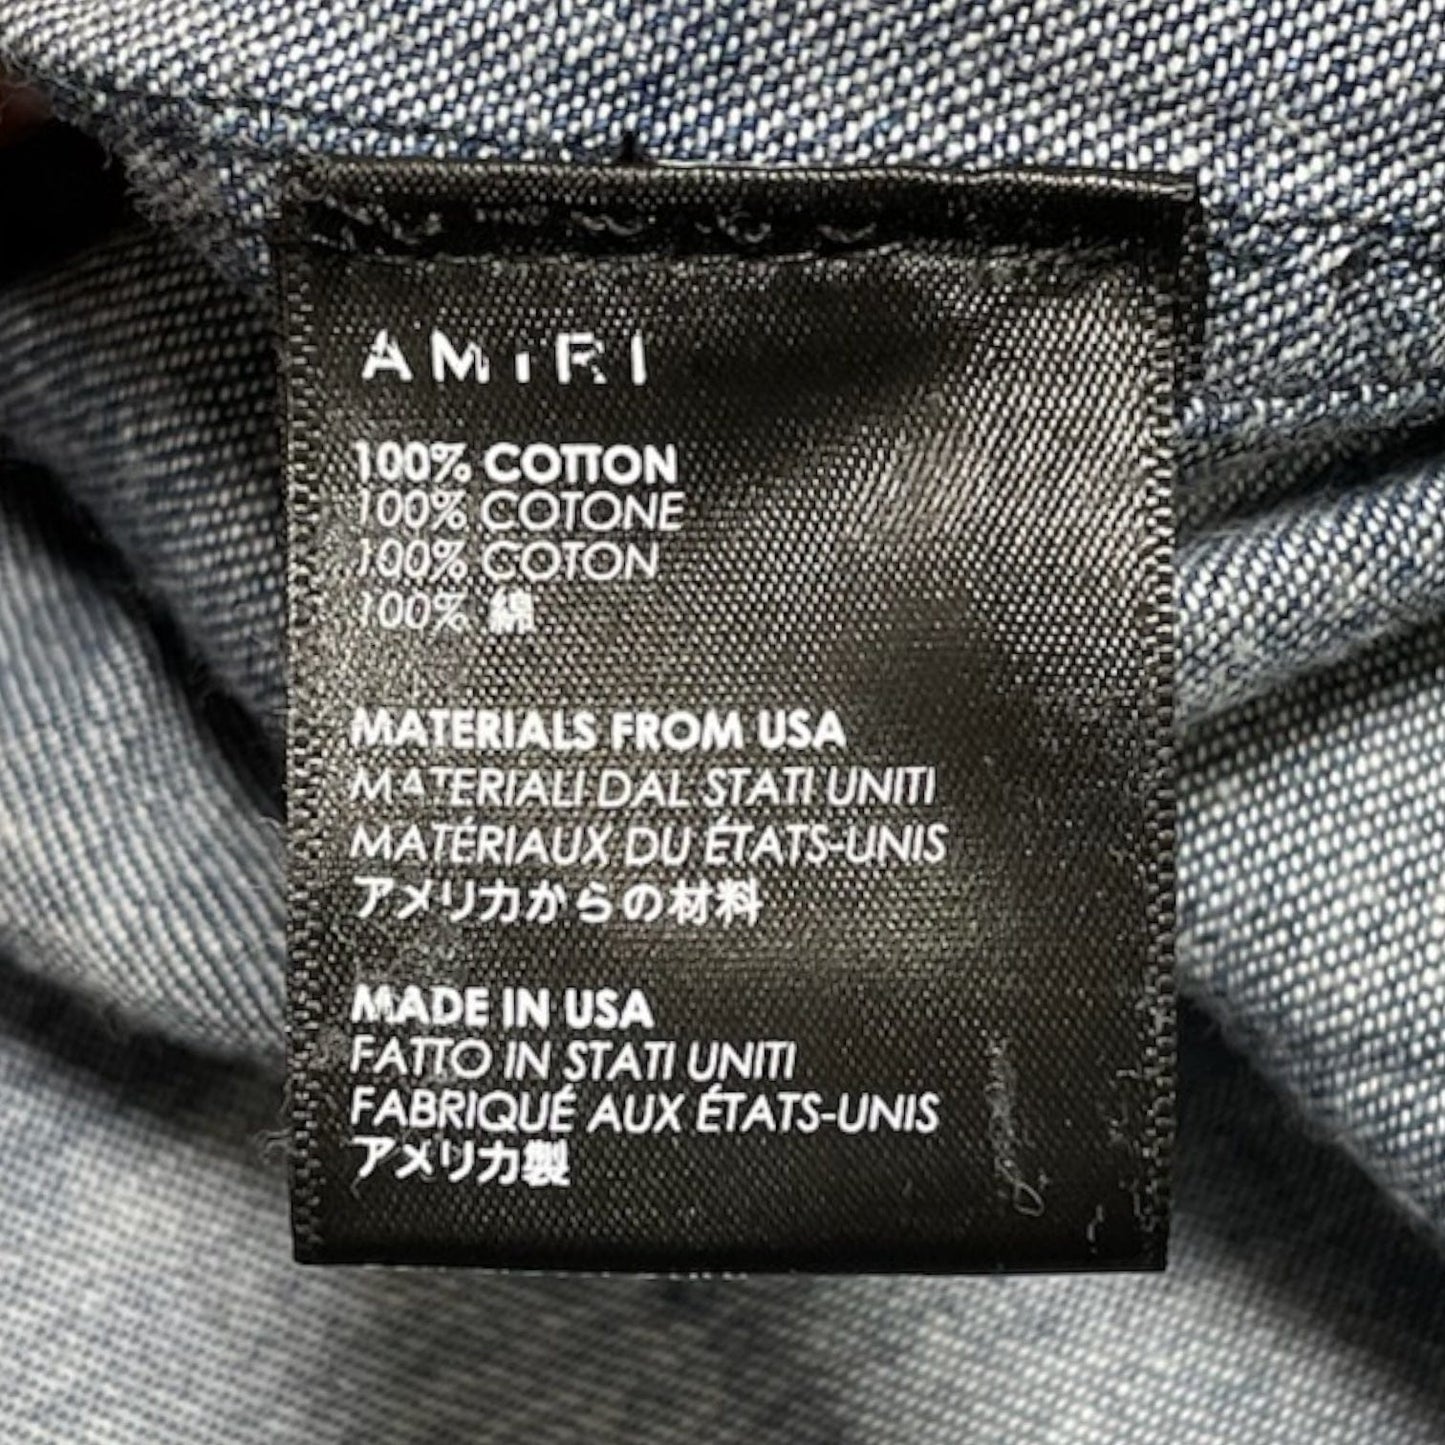 AMIRI
100% COTTON
100% COTONE
100% COTON
100% 綿
MATERIALS FROM USA
MATERIALI DAL STATI UNITI
MATÉRIAUX DU ÉTATS-UNIS
アメリカからの材料
MADE IN USA
FATTO IN STATI UNITI
FABRIQUÉ AUX ÉTATS-UNIS
アメリカ製